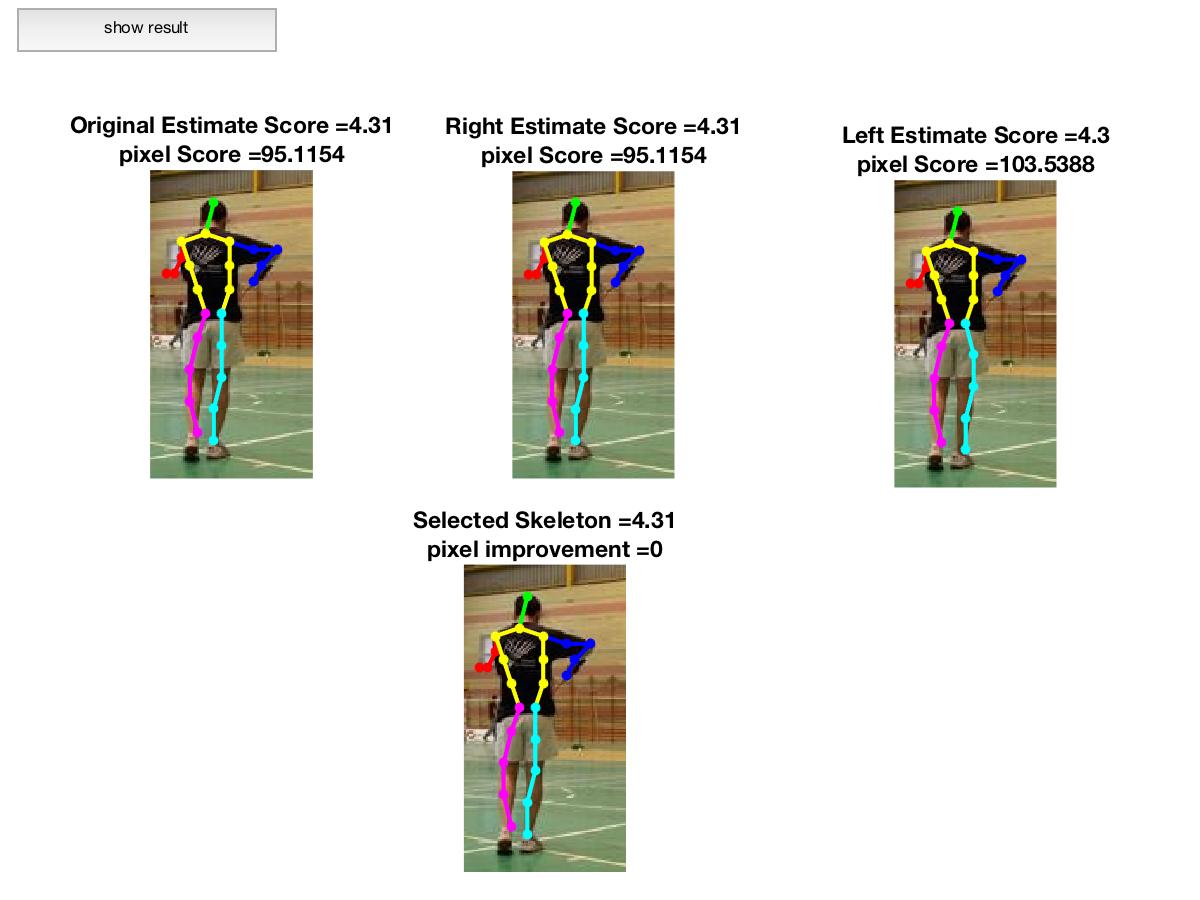 show result
Original Estimate Score =4.31
pixel Score =95.1154
Right Estimate Score =4.31
pixel Score =95.1154
Left Estimate Score =4.3
pixel Score =103.5388
Selected Skeleton =4.31
pixel improvement =0